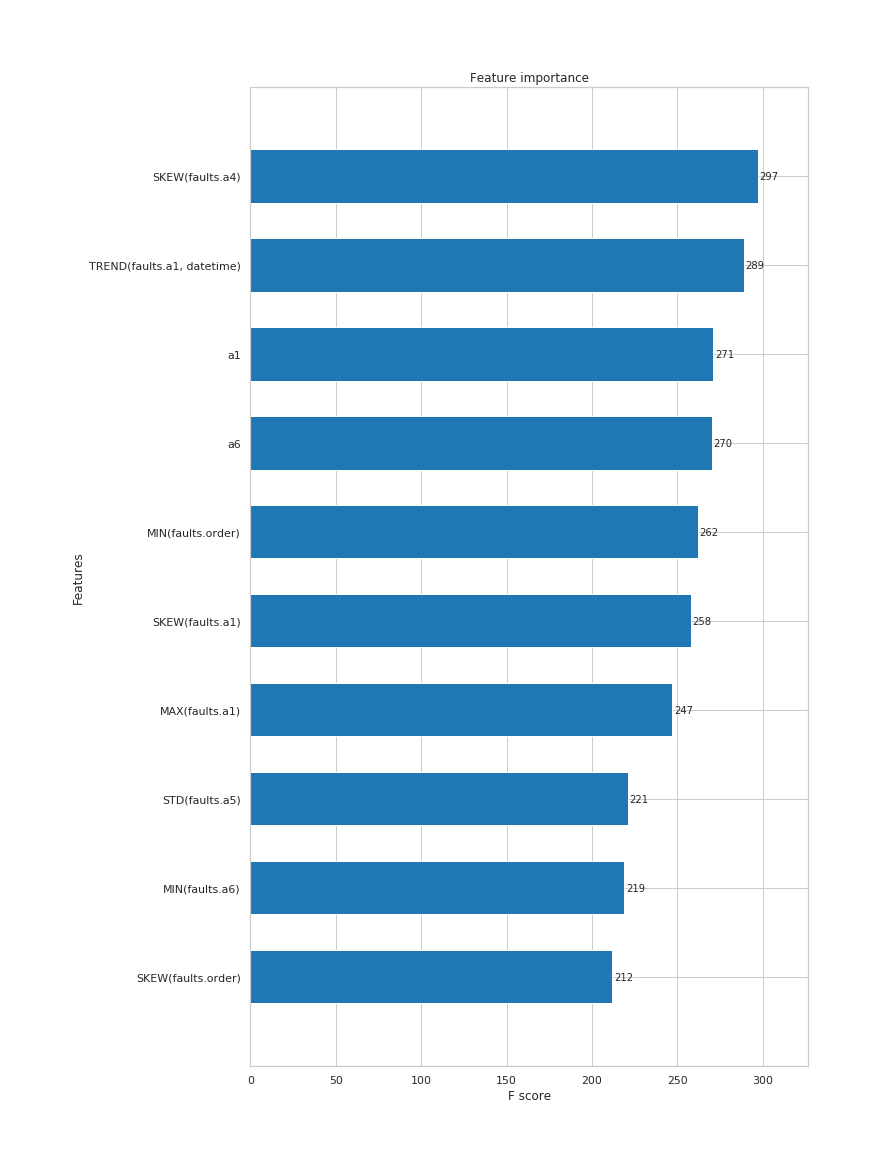 Feature importance
SKEW(faults.a4)
297
TREND(faults.a1, datetime)
289
a1
271
a6
270
MIN(faults.order)
262
Features
SKEW(faults.a1)
258
MAX(faults.a1)
247
STD(faults.a5)
221
MIN(faults.a6)
219
SKEW(faults.order)
212
0 50 100 150 200 250 300
F score